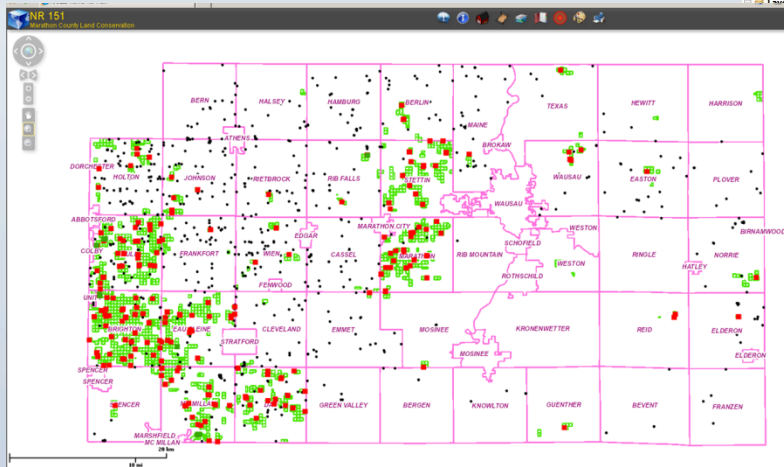 NR 151
Marathon County Land Conservation
BERN
HALSEY
HAMBURG
BERLIN
MAINE
TEXAS
HEWITT
HARRISON
ATHENS
BROKAW
DORCHESTER
HOLTON
JOHNSON
RIETBROCK
RIB FALLS
STETTIN
WAUSAU
WAUSAU
EASTON
PLOVER
ABBOTSFORD
MARATHON CITY
WESTON
BIRNAMWOOD
COLBY
FRANKFORT
WIEN
EDGAR
CASSEL
MARATHON
RIB MOUNTAIN
SCHOFIELD
WESTON
RINGLE
NORRIE
HATLEY
ROTHSCHILD
FENWOOD
UNITY
BRIGHTON
EAU PLEINE
CLEVELAND
STRATFORD
EMMET
MOSINEE
MOSINEE
KRONENWETTER
REID
ELDERON
ELDERON
SPENCER
SPENCER
SPENCER
MC MILLAN
GREEN VALLEY
BERGEN
KNOWLTON
GUENTHER
BEVENT
FRANZEN
MARSHFIELD
MC MILLAN
20 km
10 mi